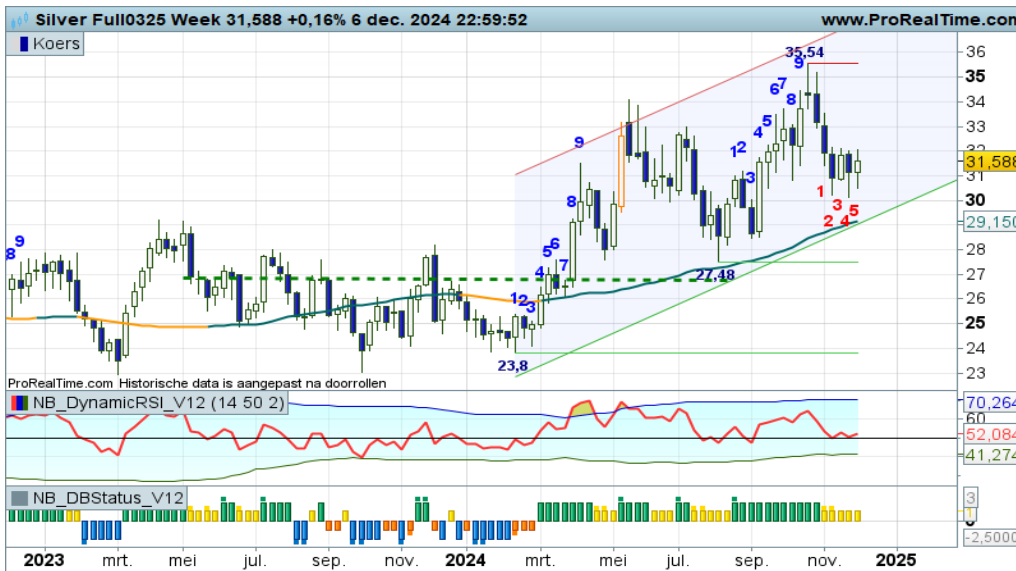 Silver Full0325 Week 31,588 +0,16% 6 dec. 2024 22:59:52 www.ProRealTime.com
Koers
36
35
34
33
32
31,588
31
30
29,150
28
27
26
25
24
23
35,54
27,48
23,8
8 9
1 2 3 4 5 6 7 8 9
1 2 3 4 5 6 7 8 9
1 2 3 4 5
ProRealTime.com Historische data is aangepast na doorrollen
NB_DynamicRSI_V12 (14 50 2)
70,264
60
52,084
41,274
NB_DBStatus_V12
3
1
-2,5000
2023 mrt. mei jul. sep. nov. 2024 mrt. mei jul. sep. nov. 2025